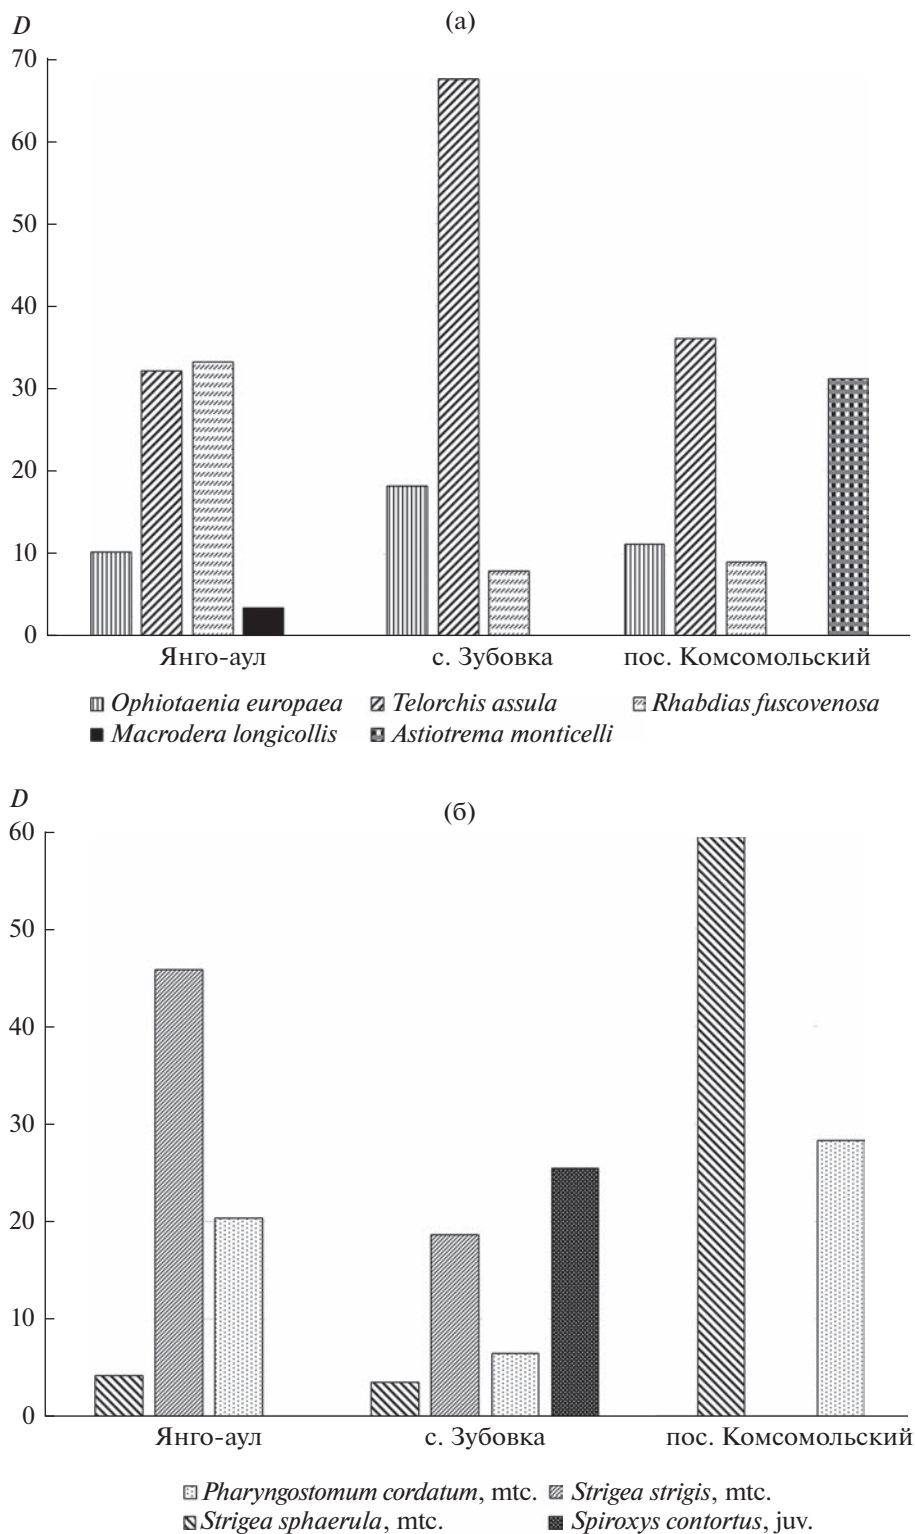 (а)
D
70
60
50
40
30
20
10
0
Янго-аул с. Зубовка пос. Комсомольский
Ophiotaenia europaea Telorchis assula Rhabdias fuscovenosa
Macrodera longicollis Astiotrema monticelli
(б)
D
60
50
40
30
20
10
0
Янго-аул с. Зубовка пос. Комсомольский
Pharyngostomum cordatum, mtc. Strigea strigis, mtc.
Strigea sphaerula, mtc. Spiroxys contortus, juv.